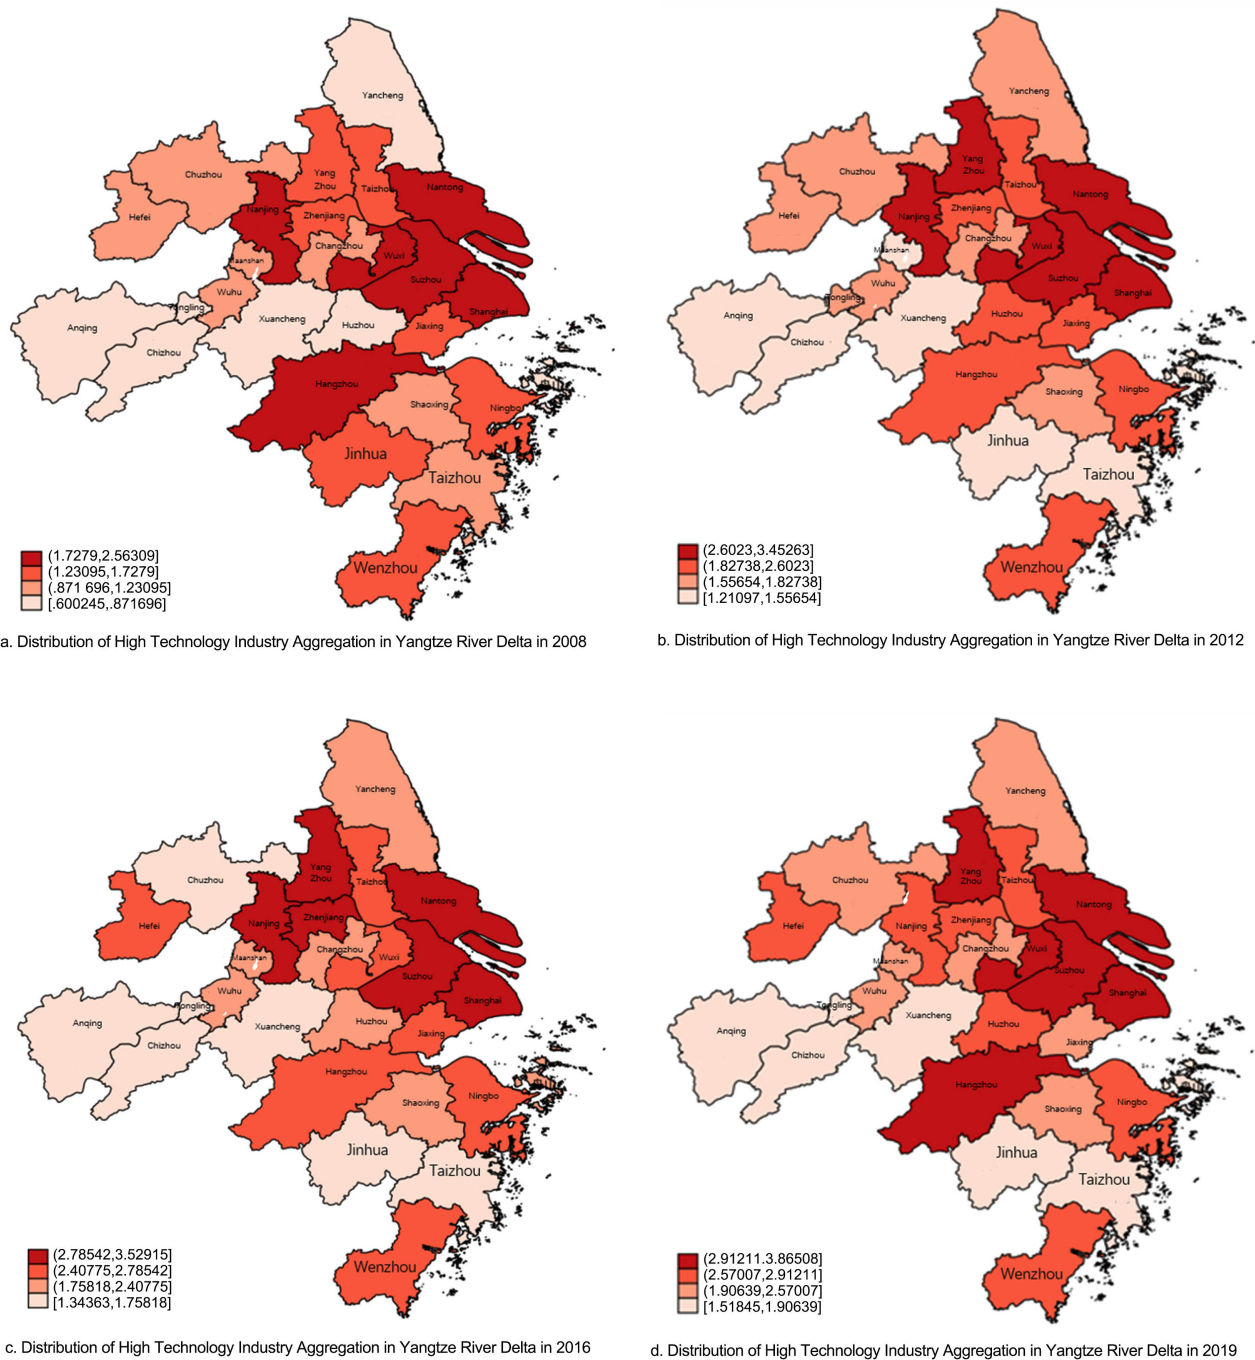 Yancheng
Chuzhou
Yang
Zhou
Taizhou
Nantong
Hefei
Nanjing
Zhenjiang
Changzhou
Wuxi
Maanshan
Suzhou
Wuhu
Tongling
Shanghai
Anqing
Xuancheng
Huzhou
Jiaxing
Chizhou
Hangzhou
Shaoxing
Ningbo
Jinhua
Taizhou
Wenzhou
(1.7279,2.56309]
(1.23095,1.7279]
(.871 696,1.23095]
[.600245,.871696]
a. Distribution of High Technology Industry Aggregation in Yangtze River Delta in 2008
Yancheng
Yang
Zhou
Chuzhou
Taizhou
Nantong
Hefei
Nanjing
Zhenjiang
Changzhou
Wuxi
Maanshan
Suzhou
Wuhu
Tongling
Shanghai
Anqing
Xuancheng
Huzhou
Jiaxing
Chizhou
Hangzhou
Shaoxing
Ningbo
Jinhua
Taizhou
Wenzhou
(2.6023,3.45263]
(1.82738,2.6023]
(1.55654,1.82738]
[1.21097,1.55654]
b. Distribution of High Technology Industry Aggregation in Yangtze River Delta in 2012
Yancheng
Yang
Zhou
Chuzhou
Taizhou
Nantong
Hefei
Nanjing
Zhenjiang
Changzhou
Wuxi
Maanshan
Suzhou
Wuhu
Tongling
Shanghai
Anqing
Xuancheng
Huzhou
Jiaxing
Chizhou
Hangzhou
Shaoxing
Ningbo
Jinhua
Taizhou
Wenzhou
(2.78542,3.52915]
(2.40775,2.78542]
(1.75818,2.40775]
[1.34363,1.75818]
c. Distribution of High Technology Industry Aggregation in Yangtze River Delta in 2016
Yancheng
Yang
Zhou
Chuzhou
Taizhou
Nantong
Hefei
Nanjing
Zhenjiang
Changzhou
Wuxi
Maanshan
Suzhou
Wuhu
Tongling
Shanghai
Anqing
Xuancheng
Huzhou
Jiaxing
Chizhou
Hangzhou
Shaoxing
Ningbo
Jinhua
Taizhou
Wenzhou
(2.91211.3.86508]
(2.57007,2.91211]
(1.90639,2.57007]
[1.51845,1.90639]
d. Distribution of High Technology Industry Aggregation in Yangtze River Delta in 2019